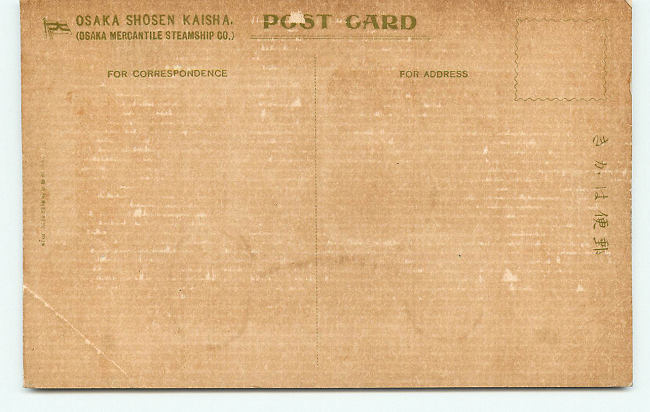 OSAKA SHOSEN KAISHA.
(OSAKA MERCANTILE STEAMSHIP CO.)
POST CARD
FOR CORRESPONDENCE
FOR ADDRESS
きかは便郵